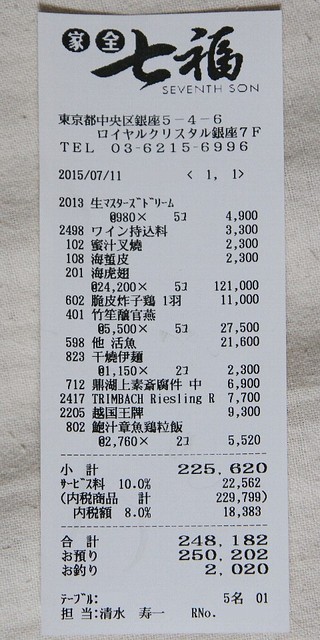 家全 七福
SEVENTH SON
東京都中央区銀座5-4-6
ロイヤルクリスタル銀座7F
TEL 03-6215-6996
2015/07/11 < 1, 1>
2013 生マスターズドリーム
@980× 5コ 4,900
2498 ワイン持込料 3,300
102 蜜汁叉燒 2,300
108 海蜇皮 2,300
201 海虎翅
@24,200× 5コ 121,000
602 脆皮炸子鶏 1羽 11,000
401 竹笙釀官燕
@5,500× 5コ 27,500
598 他 活魚 21,600
823 干燒伊麺
@1,150× 2コ 2,300
712 鼎湖上素斎腐件 中 6,900
2417 TRIMBACH Riesling R 7,700
2205 越国王牌 9,300
802 鮑汁章魚鶏粒飯
@2,760× 2コ 5,520
小 計 225,620
サービス料 10.0% 22,562
(内税商品 計 229,799)
内税額 8.0% 18,383
合 計 248,182
お預り 250,202
お釣り 2,020
テーブル: 5名 01
担 当:清水 寿一 RNo.